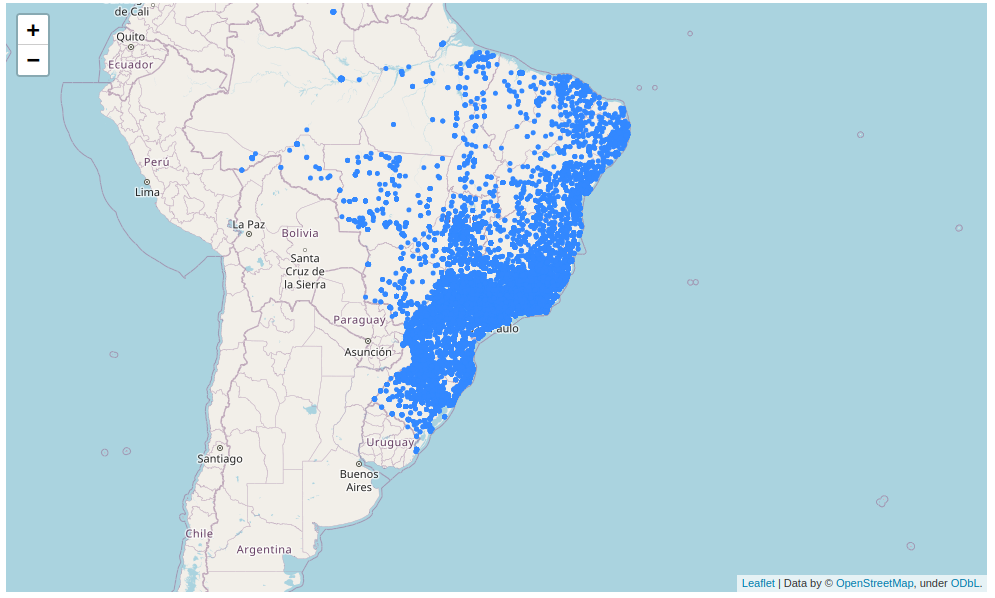 +
−
de Cali
Quito
Ecuador
Perú
Lima
La Paz
Bolivia
Santa
Cruz de
la Sierra
Paraguay
Asunción
Uruguay
Santiago
Buenos
Aires
Chile
Argentina
Leaflet | Data by © OpenStreetMap, under ODbL.